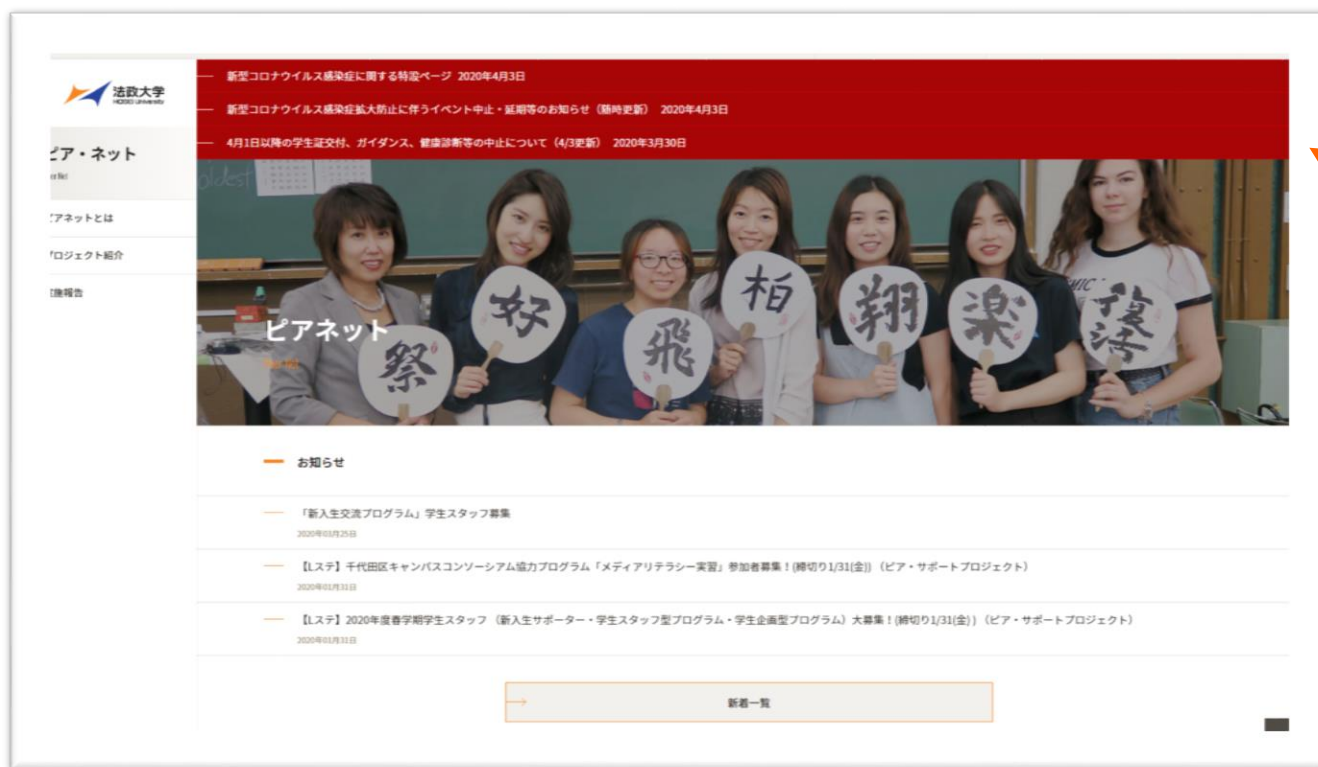 法政大学
HOSEI University
新型コロナウイルス感染症に関する特設ページ 2020年4月3日
新型コロナウイルス感染症拡大防止に伴うイベント中止・延期等のお知らせ（随時更新） 2020年4月3日
4月1日以降の学生証交付、ガイダンス、健康診断等の中止について（4/3更新） 2020年3月30日
ピア・ネット
ピアネットとは
プロジェクト紹介
実施報告
oldest
祭
好
飛
柏
翔
楽
復活
ピアネット
お知らせ
「新入生交流プログラム」学生スタッフ募集
2020年03月25日
【Lステ】千代田区キャンパスコンソーシアム協力プログラム「メディアリテラシー実習」参加者募集！(締切り1/31(金))（ピア・サポートプロジェクト）
2020年01月31日
【Lステ】2020年度春学期学生スタッフ（新入生サポーター・学生スタッフ型プログラム・学生企画型プログラム）大募集！(締切り1/31(金) )（ピア・サポートプロジェクト）
2020年01月31日
新着一覧